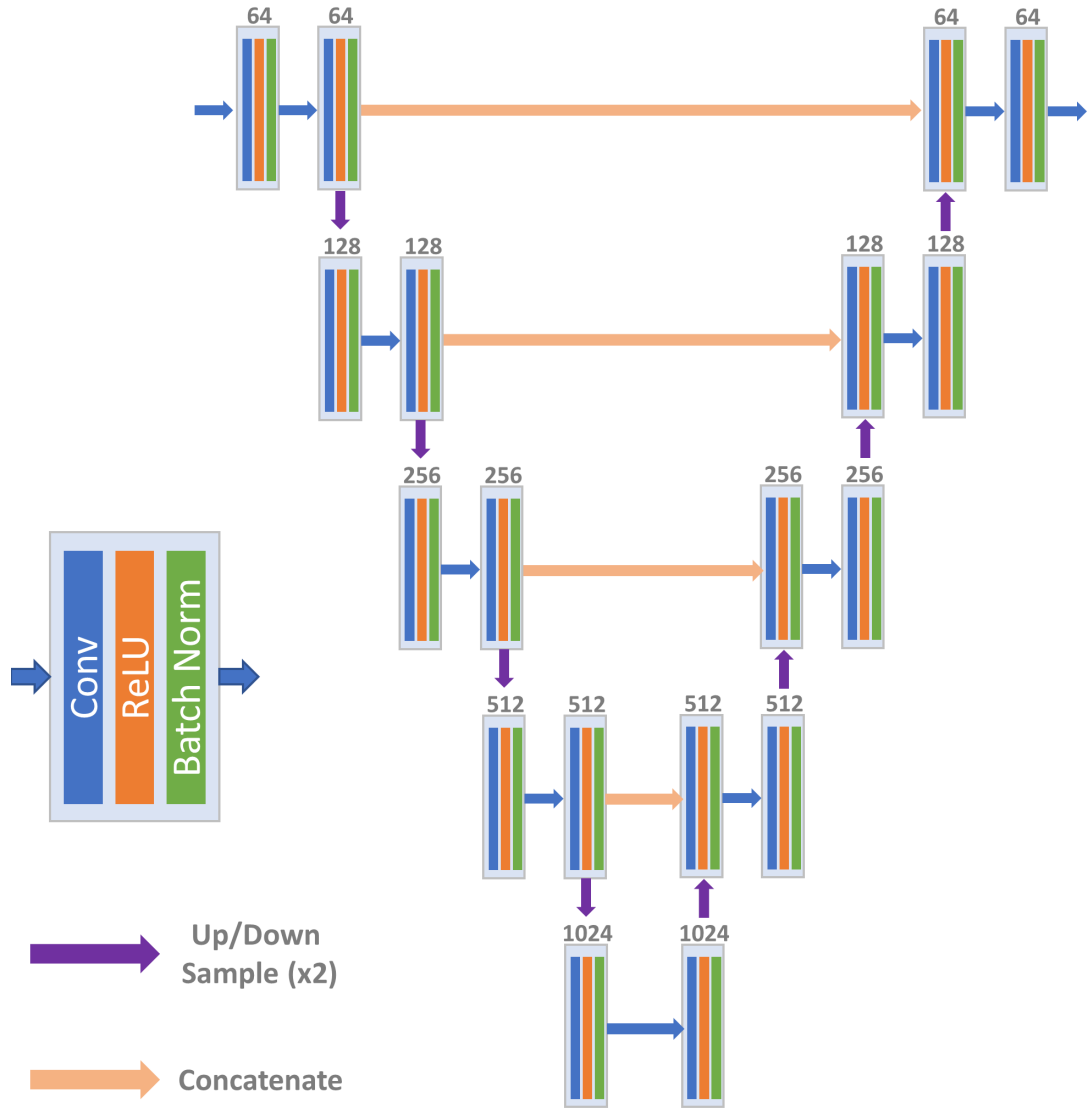 64 64 64 64
128 128 128 128
256 256 256 256
512 512 512 512
1024 1024
Conv
ReLU
Batch Norm
Up/Down
Sample (x2)
Concatenate